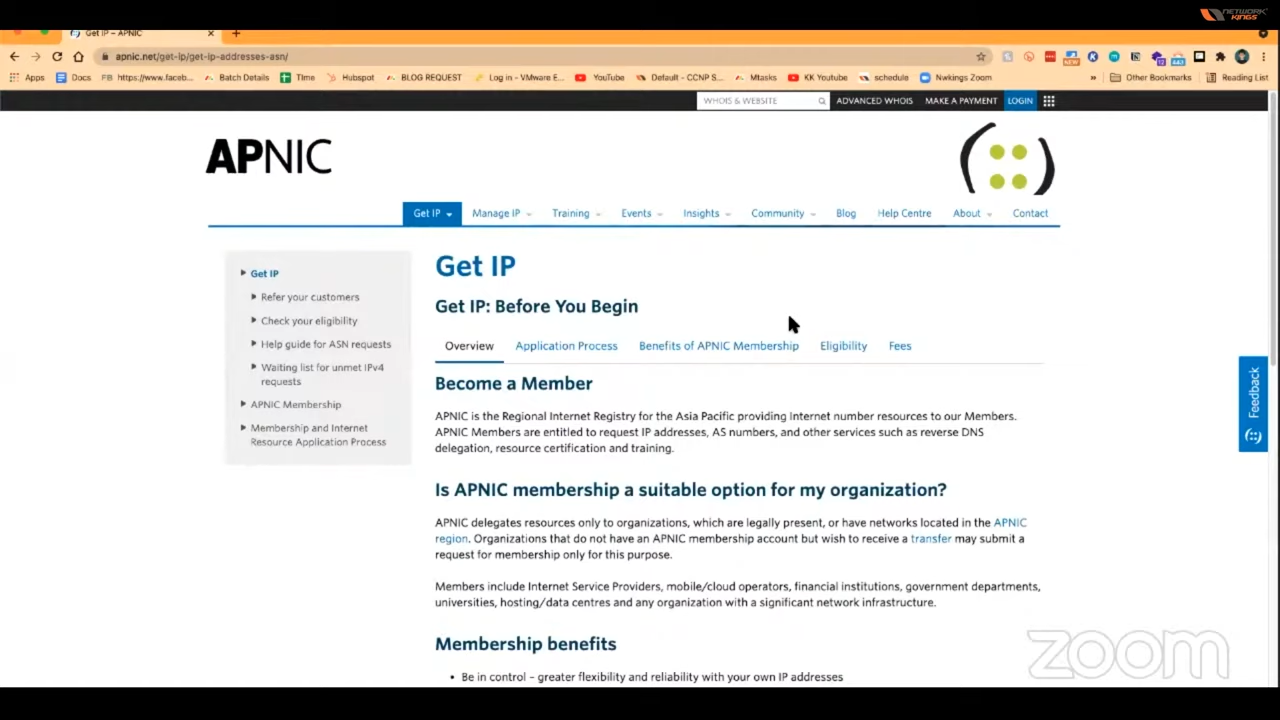 NETWORK
KINGS
Get IP – APNIC
apnic.net/get-ip/get-ip-addresses-asn/
Apps Docs FB https://www.faceb... Batch Details TIme Hubspot BLOG REQUEST Log in - VMware E... YouTube Default - CCNP S... Mtasks KK Youtube schedule Nwkings Zoom » Other Bookmarks Reading List
NEW
WHOIS & WEBSITE ADVANCED WHOIS MAKE A PAYMENT LOGIN
APNIC
Get IP Manage IP Training Events Insights Community Blog Help Centre About Contact
Get IP
Refer your customers
Check your eligibility
Help guide for ASN requests
Waiting list for unmet IPv4
requests
APNIC Membership
Membership and Internet
Resource Application Process
Get IP
Get IP: Before You Begin
Overview Application Process Benefits of APNIC Membership Eligibility Fees
Become a Member
APNIC is the Regional Internet Registry for the Asia Pacific providing Internet number resources to our Members.
APNIC Members are entitled to request IP addresses, AS numbers, and other services such as reverse DNS
delegation, resource certification and training.
Is APNIC membership a suitable option for my organization?
APNIC delegates resources only to organizations, which are legally present, or have networks located in the APNIC
region. Organizations that do not have an APNIC membership account but wish to receive a transfer may submit a
request for membership only for this purpose.
Members include Internet Service Providers, mobile/cloud operators, financial institutions, government departments,
universities, hosting/data centres and any organization with a significant network infrastructure.
Membership benefits
• Be in control – greater flexibility and reliability with your own IP addresses
Feedback
zoom